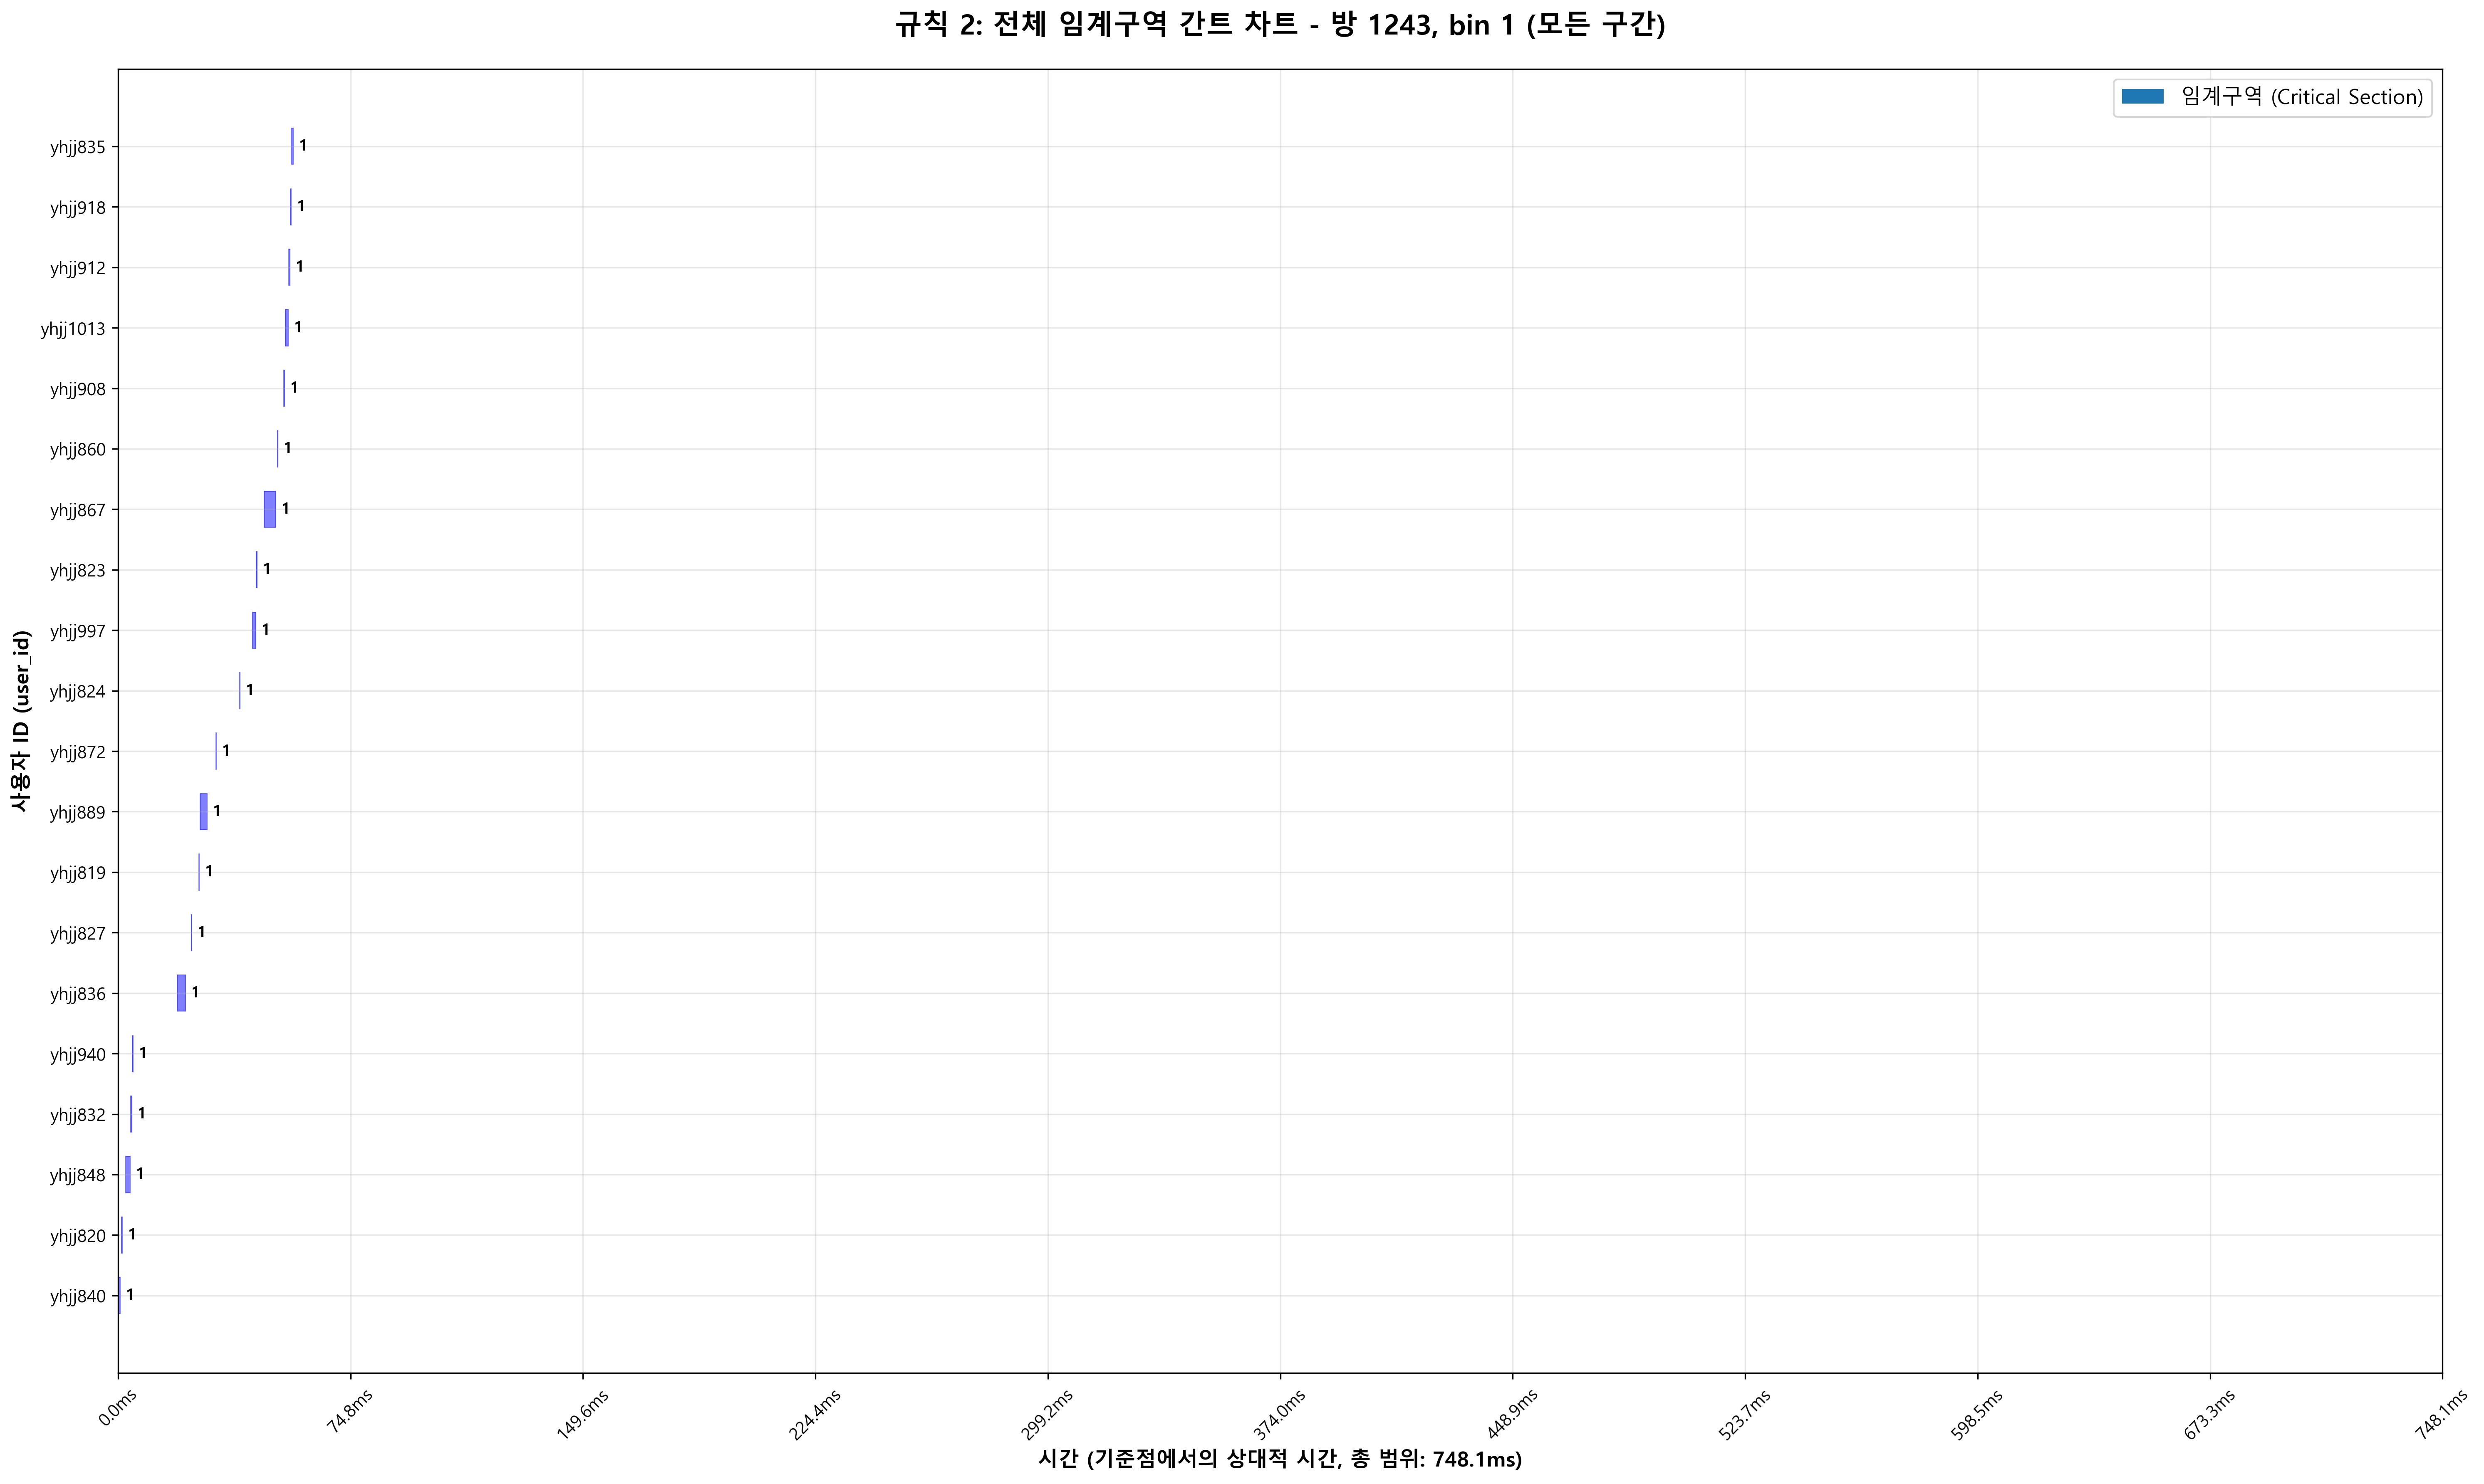 규칙 2: 전체 임계구역 간트 차트 - 방 1243, bin 1 (모든 구간)
임계구역 (Critical Section)
사용자 ID (user_id)
yhjj835 1
yhjj918 1
yhjj912 1
yhjj1013 1
yhjj908 1
yhjj860 1
yhjj867 1
yhjj823 1
yhjj997 1
yhjj824 1
yhjj872 1
yhjj889 1
yhjj819 1
yhjj827 1
yhjj836 1
yhjj940 1
yhjj832 1
yhjj848 1
yhjj820 1
yhjj840 1
0.0ms 74.8ms 149.6ms 224.4ms 299.2ms 374.0ms 448.9ms 523.7ms 598.5ms 673.3ms 748.1ms
시간 (기준점에서의 상대적 시간, 총 범위: 748.1ms)